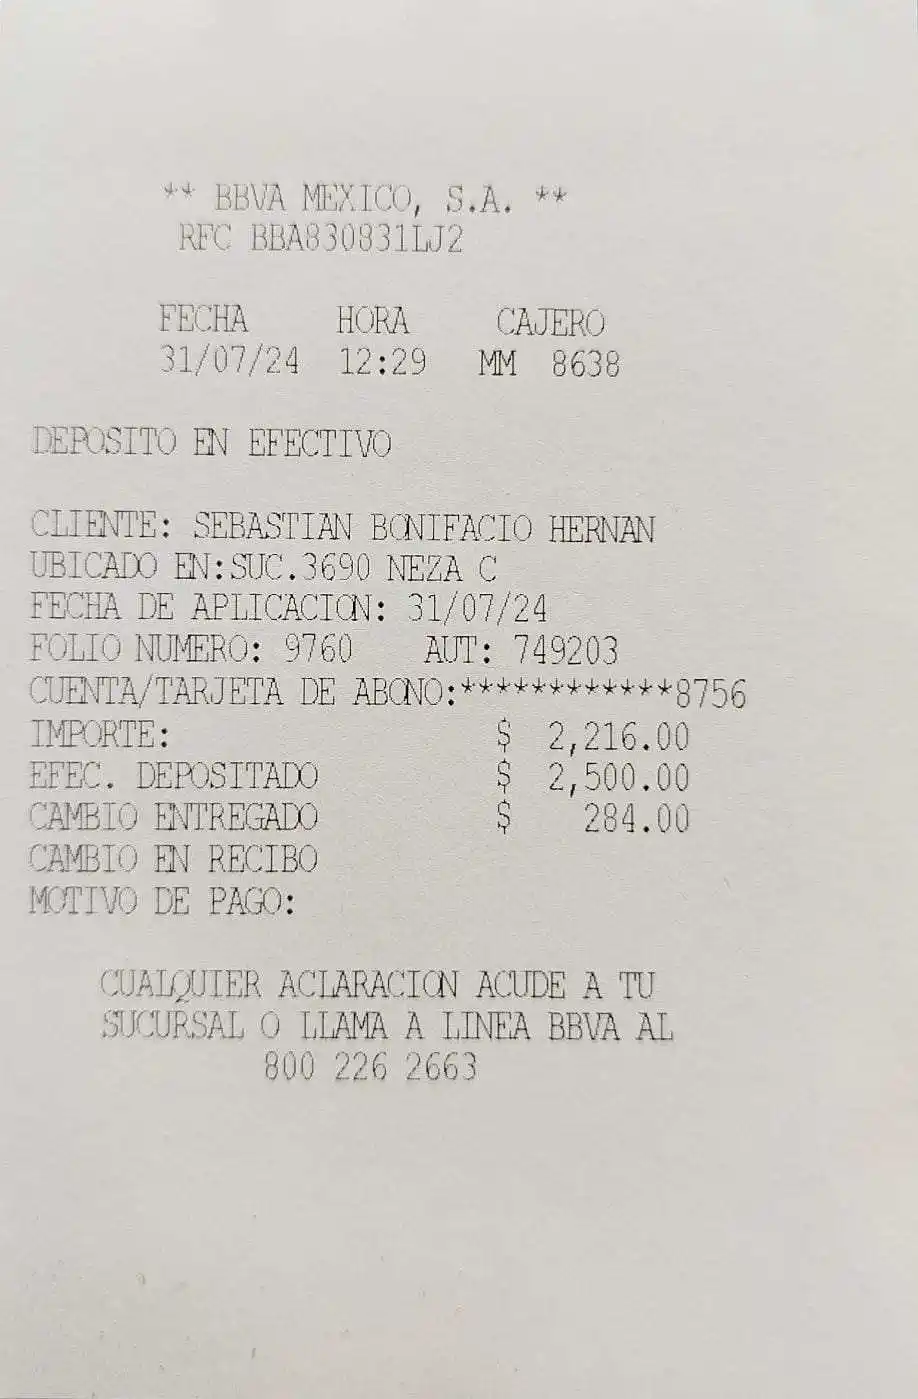 ** BBVA MEXICO, S.A. **
RFC BBA830831LJ2
FECHA HORA CAJERO
31/07/24 12:29 MM 8638
DEPOSITO EN EFECTIVO
CLIENTE: SEBASTIAN BONIFACIO HERNAN
UBICADO EN:SUC.3690 NEZA C
FECHA DE APLICACION: 31/07/24
FOLIO NUMERO: 9760 AUT: 749203
CUENTA/TARJETA DE ABONO:************8756
IMPORTE: $ 2,216.00
EFEC. DEPOSITADO $ 2,500.00
CAMBIO ENTREGADO $ 284.00
CAMBIO EN RECIBO
MOTIVO DE PAGO:
CUALQUIER ACLARACION ACUDE A TU
SUCURSAL O LLAMA A LINEA BBVA AL
800 226 2663